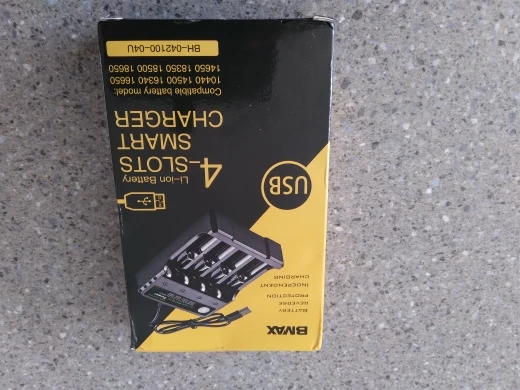 BMAX
BATTERY
REVERSE
PROTECTION
INDEPENDENT
CHARGING
USB
Li-ion Battery
4-SLOTS
SMART
CHARGER
Compatible battery model:
10440 14500 16340 16650
14650 18350 18500 18650
BH-042100-04U